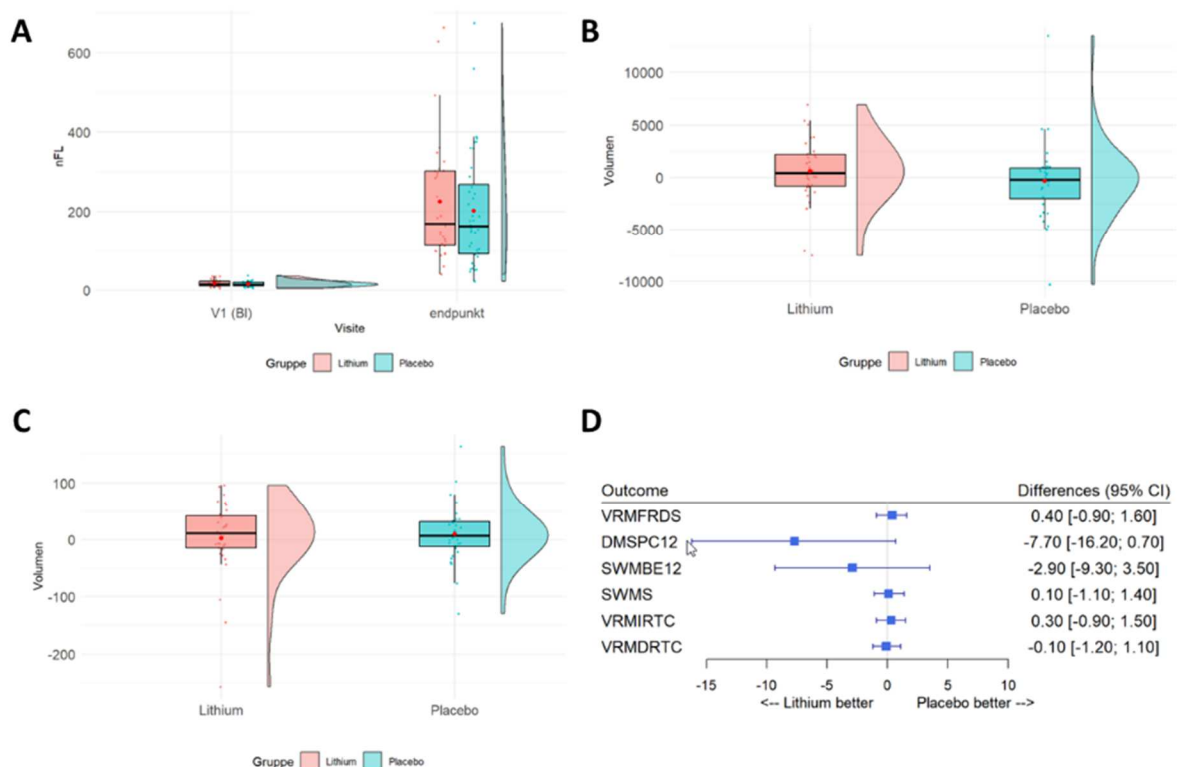 A
600
400
200
0
nFL
V1 (BI)
endpunkt
Visite
Gruppe Lithium Placebo
B
10000
5000
0
-5000
-10000
Volumen
Lithium
Placebo
Gruppe Lithium Placebo
C
100
0
-100
-200
Volumen
Lithium
Placebo
Gruppe Lithium Placebo
D
Outcome Differences (95% CI)
VRMFRDS 0.40 [-0.90; 1.60]
DMSPC12 -7.70 [-16.20; 0.70]
SWMBE12 -2.90 [-9.30; 3.50]
SWMS 0.10 [-1.10; 1.40]
VRMIRTC 0.30 [-0.90; 1.50]
VRMDRTC -0.10 [-1.20; 1.10]
-15 -10 -5 0 5 10
<-- Lithium better Placebo better -->